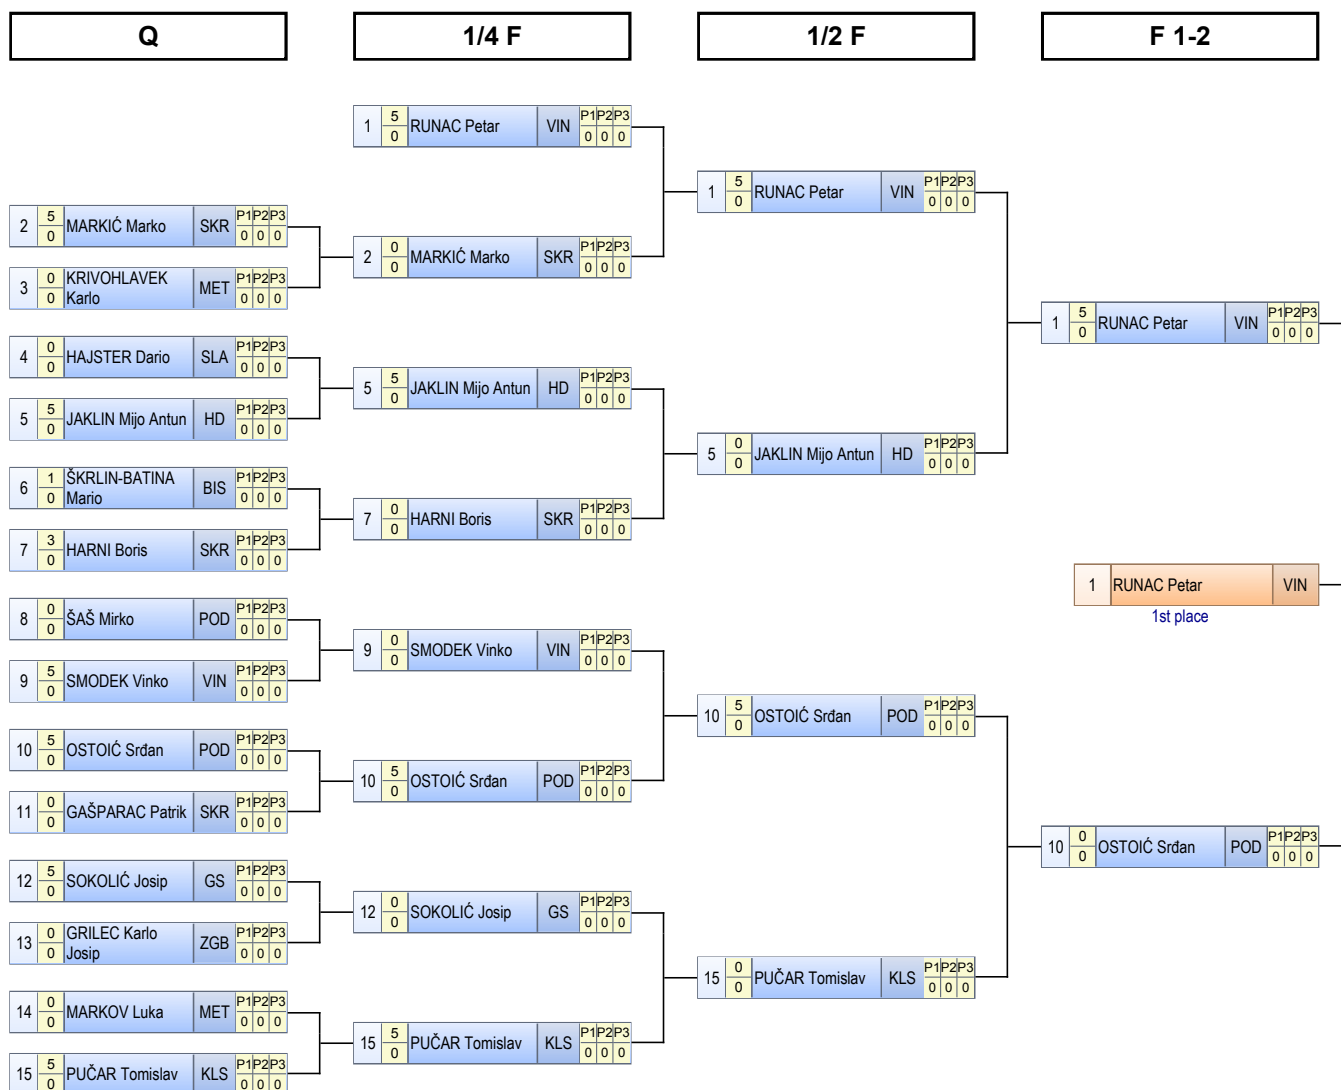 Q
1/4 F
1/2 F
F 1-2
1 5 RUNAC Petar VIN P1 P2 P3
0 0 0 0
1 5 RUNAC Petar VIN P1 P2 P3
0 0 0 0
2 5 MARKIĆ Marko SKR P1 P2 P3
0 0 0 0
2 0 MARKIĆ Marko SKR P1 P2 P3
0 0 0 0
3 0 KRIVOHLAVEK
Karlo MET P1 P2 P3
0 0 0 0
1 5 RUNAC Petar VIN P1 P2 P3
0 0 0 0
4 0 HAJSTER Dario SLA P1 P2 P3
0 0 0 0
5 5 JAKLIN Mijo Antun HD P1 P2 P3
0 0 0 0
5 5 JAKLIN Mijo Antun HD P1 P2 P3
0 0 0 0
5 0 JAKLIN Mijo Antun HD P1 P2 P3
0 0 0 0
6 1 ŠKRLIN-BATINA
Mario BIS P1 P2 P3
0 0 0 0
7 0 HARNI Boris SKR P1 P2 P3
0 0 0 0
7 3 HARNI Boris SKR P1 P2 P3
0 0 0 0
1 RUNAC Petar VIN
1st place
8 0 ŠAŠ Mirko POD P1 P2 P3
0 0 0 0
9 0 SMODEK Vinko VIN P1 P2 P3
0 0 0 0
9 5 SMODEK Vinko VIN P1 P2 P3
0 0 0 0
10 5 OSTOIĆ Srđan POD P1 P2 P3
0 0 0 0
10 5 OSTOIĆ Srđan POD P1 P2 P3
0 0 0 0
10 5 OSTOIĆ Srđan POD P1 P2 P3
0 0 0 0
11 0 GAŠPARAC Patrik SKR P1 P2 P3
0 0 0 0
10 0 OSTOIĆ Srđan POD P1 P2 P3
0 0 0 0
12 5 SOKOLIĆ Josip GS P1 P2 P3
0 0 0 0
12 0 SOKOLIĆ Josip GS P1 P2 P3
0 0 0 0
13 0 GRILEC Karlo
Josip ZGB P1 P2 P3
0 0 0 0
15 0 PUČAR Tomislav KLS P1 P2 P3
0 0 0 0
14 0 MARKOV Luka MET P1 P2 P3
0 0 0 0
15 5 PUČAR Tomislav KLS P1 P2 P3
0 0 0 0
15 5 PUČAR Tomislav KLS P1 P2 P3
0 0 0 0